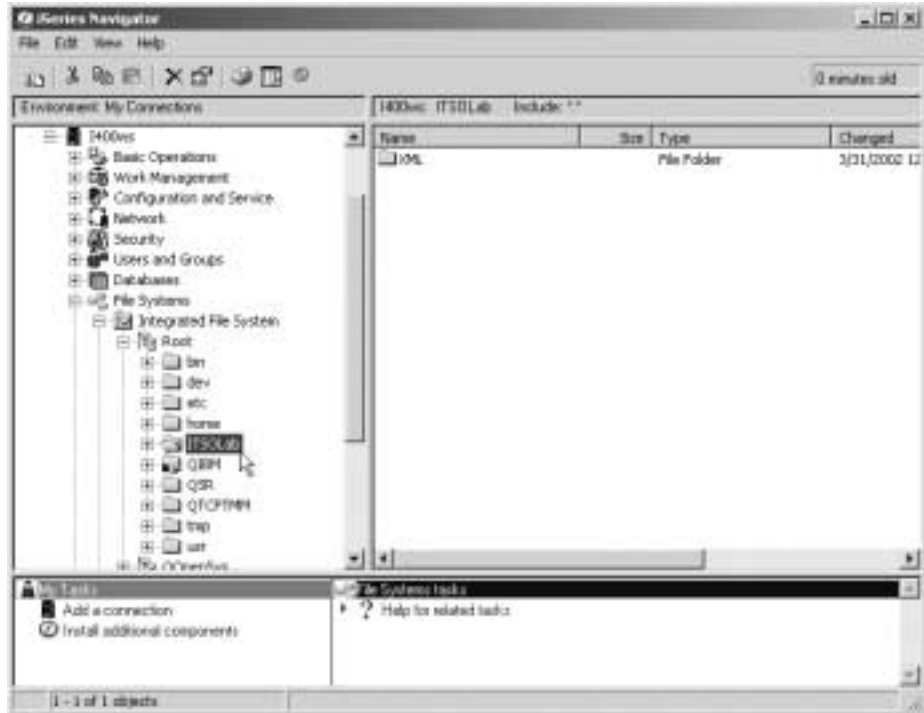 iSeries Navigator
File Edit View Help
0 minutes old
Environment: My Connections
I400ws: ITSOLab Include: **
Name Size Type Changed
XML File Folder 3/31/2002 12
I400ws
Basic Operations
Work Management
Configuration and Service
Network
Security
Users and Groups
Databases
File Systems
Integrated File System
Root
bin
dev
etc
home
ITSOLab
QIBM
QSR
QTCPTMM
tmp
usr
QOpenSys
My Tasks
Add a connection
Install additional components
File Systems tasks
? Help for related tasks
1 - 1 of 1 objects